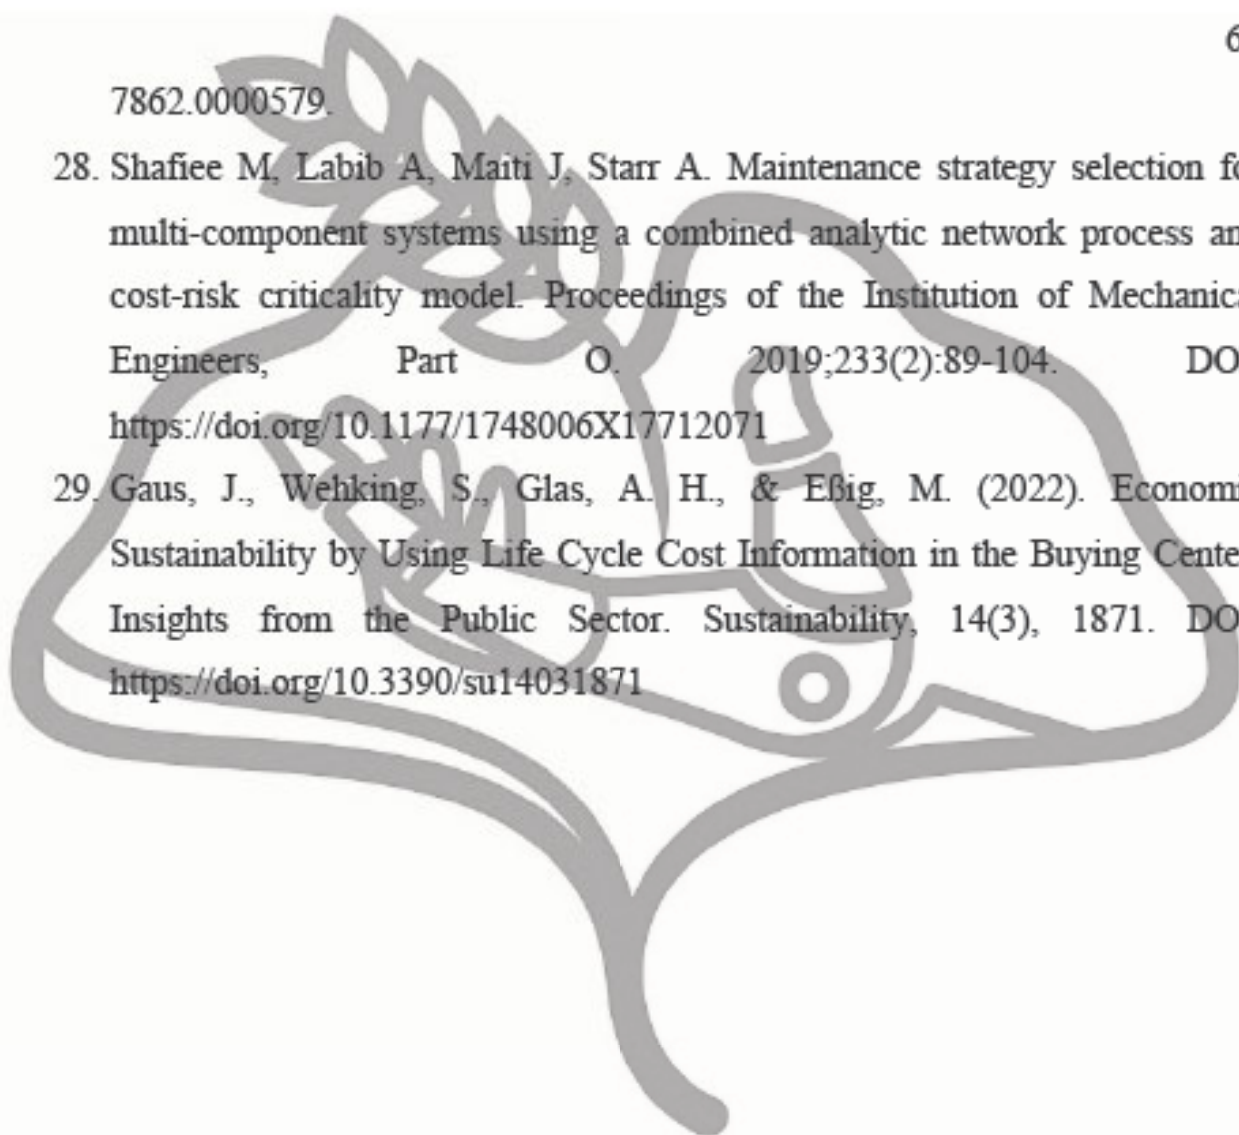 6
7862.0000579.
28. Shafiee M, Labib A, Maiti J, Starr A. Maintenance strategy selection fo
multi-component systems using a combined analytic network process an
cost-risk criticality model. Proceedings of the Institution of Mechanica
Engineers, Part O. 2019;233(2):89-104. DO
https://doi.org/10.1177/1748006X17712071
29. Gaus, J., Wehking, S., Glas, A. H., & Eßig, M. (2022). Economi
Sustainability by Using Life Cycle Cost Information in the Buying Cente
Insights from the Public Sector. Sustainability, 14(3), 1871. DO
https://doi.org/10.3390/su14031871